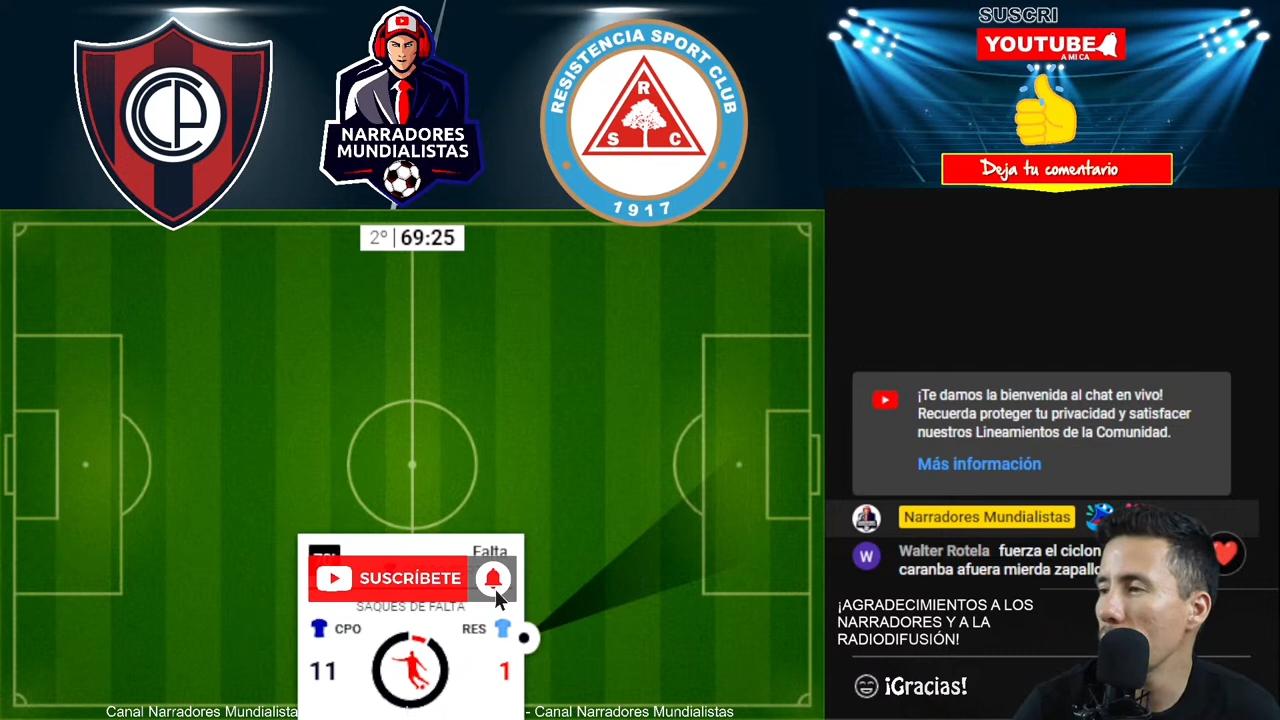 CCP
NARRADORES
MUNDIALISTAS
RESISTENCIA SPORT CLUB
R
S C
1917
SUSCRI
YOUTUBE
A MI CA
Deja tu comentario
2º | 69:25
¡Te damos la bienvenida al chat en vivo!
Recuerda proteger tu privacidad y satisfacer
nuestros Lineamientos de la Comunidad.
Más información
Narradores Mundialistas
W Walter Rotela fuerza el ciclon
caranba afuera mierda zapallo
¡AGRADECIMIENTOS A LOS
NARRADORES Y A LA
RADIODIFUSIÓN!
¡Gracias!
Falta
SUSCRÍBETE
SAQUES DE FALTA
CPO RES
11 1
Canal Narradores Mundialista - Canal Narradores Mundialistas